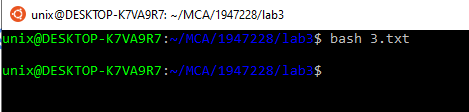 unix@DESKTOP-K7VA9R7: ~/MCA/1947228/lab3
unix@DESKTOP-K7VA9R7:~/MCA/1947228/lab3$ bash 3.txt
unix@DESKTOP-K7VA9R7:~/MCA/1947228/lab3$